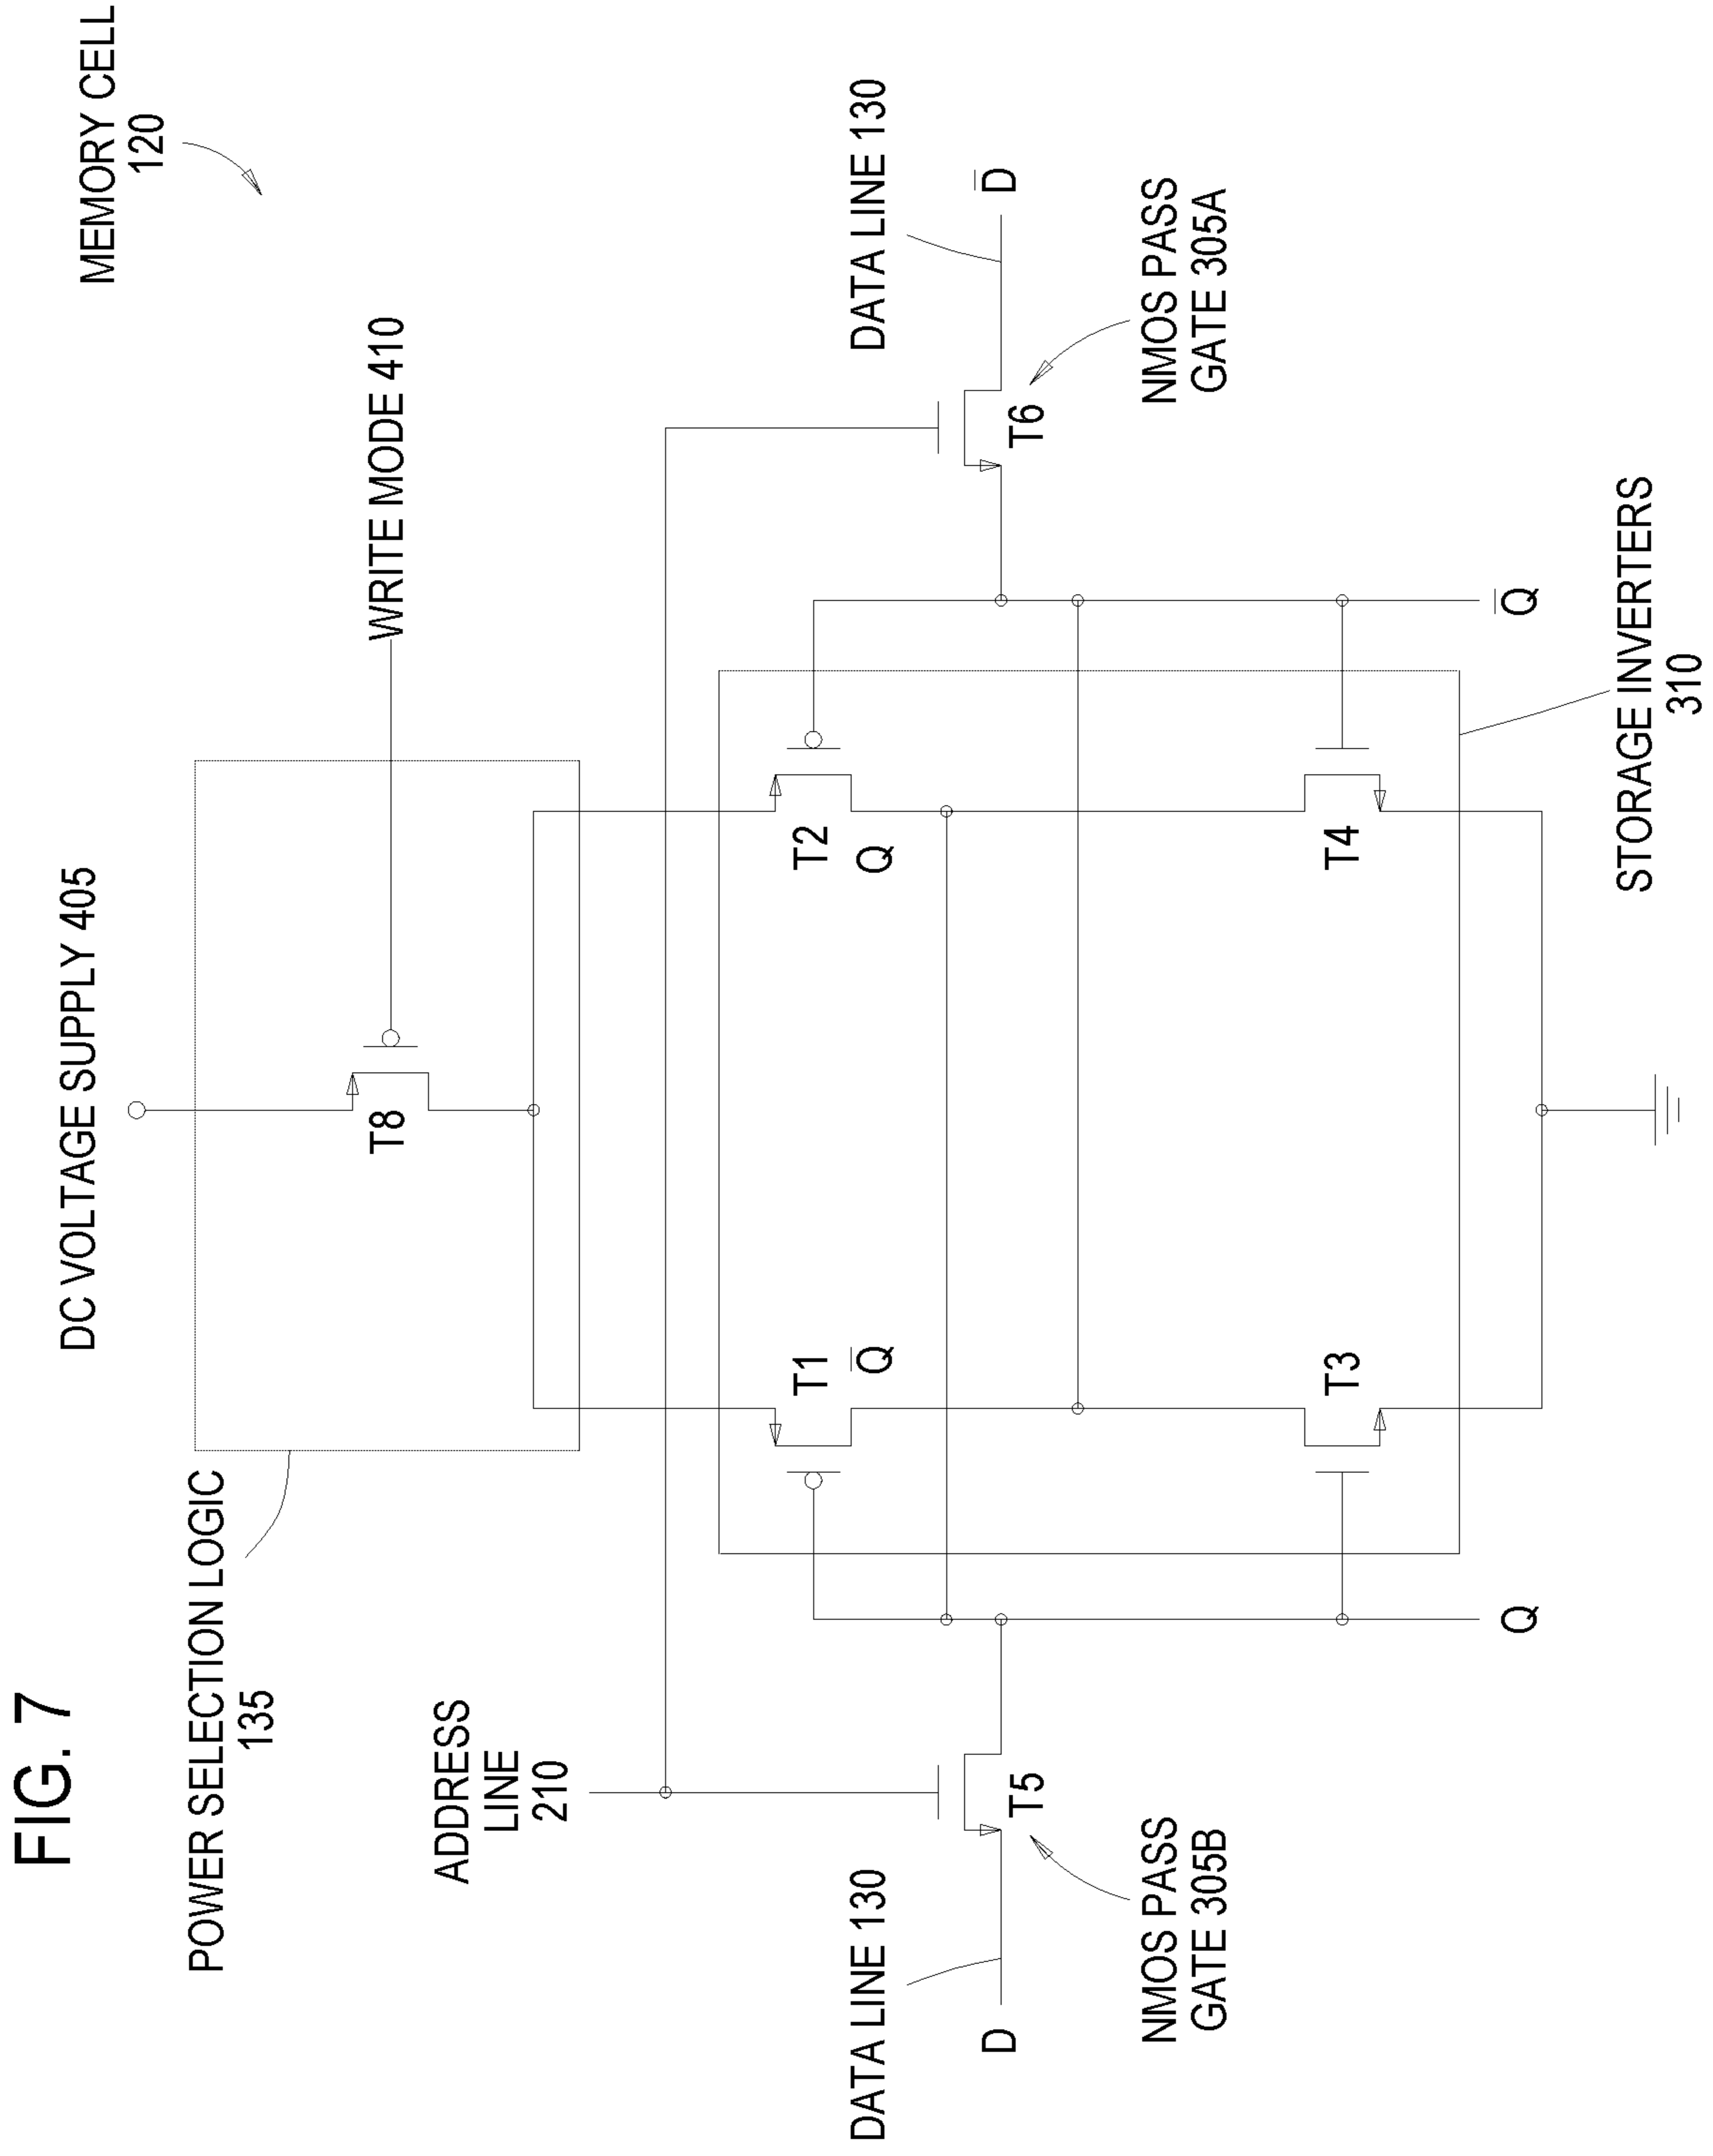 FIG. 7
MEMORY CELL
120
DC VOLTAGE SUPPLY 405
POWER SELECTION LOGIC
135
T8
WRITE MODE 410
ADDRESS
LINE
210
T1
Q̅
T2
Q
DATA LINE 130
DATA LINE 130
D
D̅
T5
T6
NMOS PASS
GATE 305B
NMOS PASS
GATE 305A
T3
T4
Q
Q̅
STORAGE INVERTERS
310